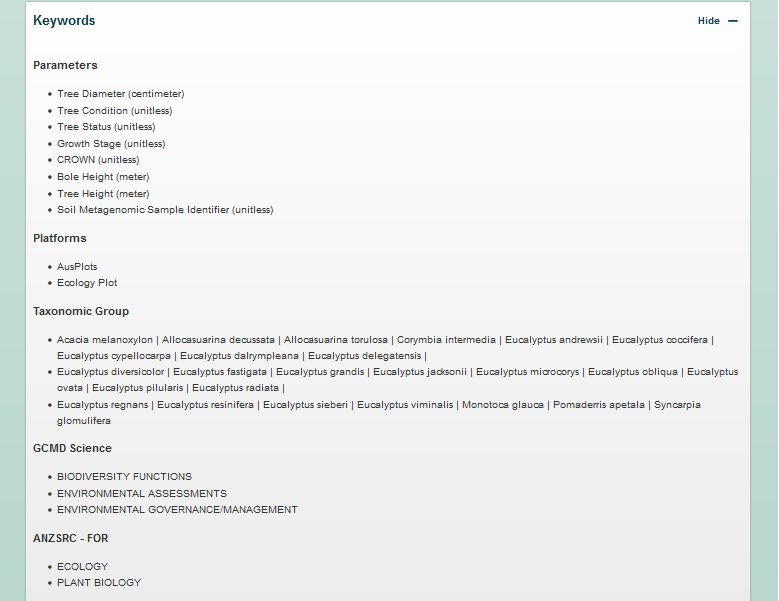 Keywords
Hide
Parameters
Tree Diameter (centimeter)
Tree Condition (unitless)
Tree Status (unitless)
Growth Stage (unitless)
CROWN (unitless)
Bole Height (meter)
Tree Height (meter)
Soil Metagenomic Sample Identifier (unitless)
Platforms
AusPlots
Ecology Plot
Taxonomic Group
Acacia melanoxylon | Allocasuarina decussata | Allocasuarina torulosa | Corymbia intermedia | Eucalyptus andrewsii | Eucalyptus coccifera |
Eucalyptus cypellocarpa | Eucalyptus dalrympleana | Eucalyptus delegatensis |
Eucalyptus diversicolor | Eucalyptus fastigata | Eucalyptus grandis | Eucalyptus jacksonii | Eucalyptus microcorys | Eucalyptus obliqua | Eucalyptus
ovata | Eucalyptus pilularis | Eucalyptus radiata |
Eucalyptus regnans | Eucalyptus resinifera | Eucalyptus sieberi | Eucalyptus viminalis | Monotoca glauca | Pomaderris apetala | Syncarpia
glomulifera
GCMD Science
BIODIVERSITY FUNCTIONS
ENVIRONMENTAL ASSESSMENTS
ENVIRONMENTAL GOVERNANCE/MANAGEMENT
ANZSRC - FOR
ECOLOGY
PLANT BIOLOGY